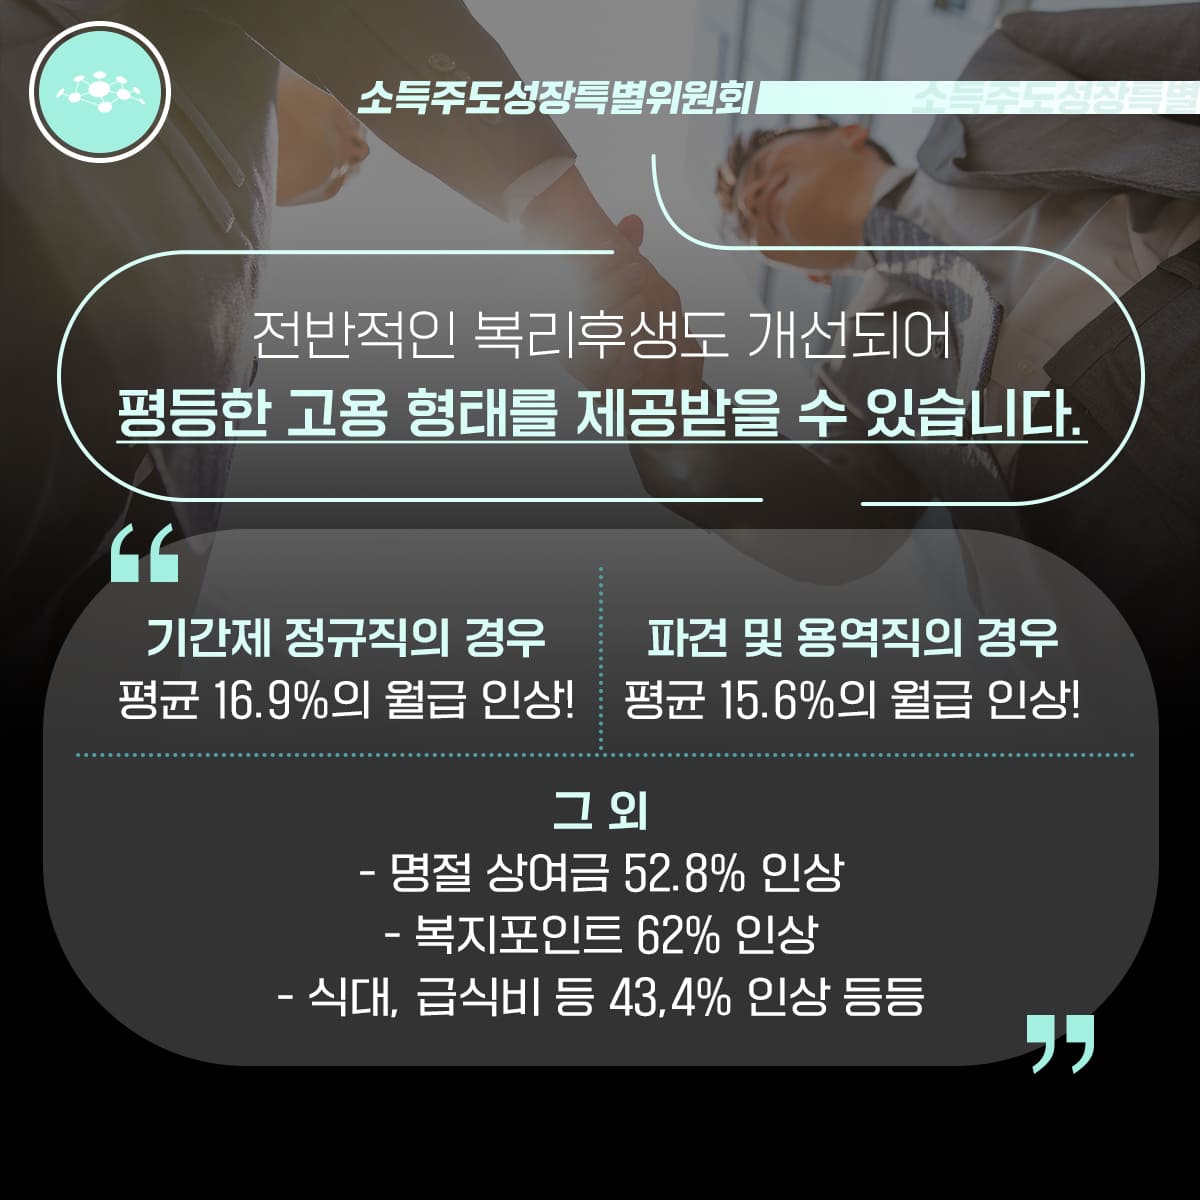 소득주도성장특별위원회
소득주도성장특별
전반적인 복리후생도 개선되어
평등한 고용 형태를 제공받을 수 있습니다.
기간제 정규직의 경우
평균 16.9%의 월급 인상!
파견 및 용역직의 경우
평균 15.6%의 월급 인상!
그 외
- 명절 상여금 52.8% 인상
- 복지포인트 62% 인상
- 식대, 급식비 등 43,4% 인상 등등